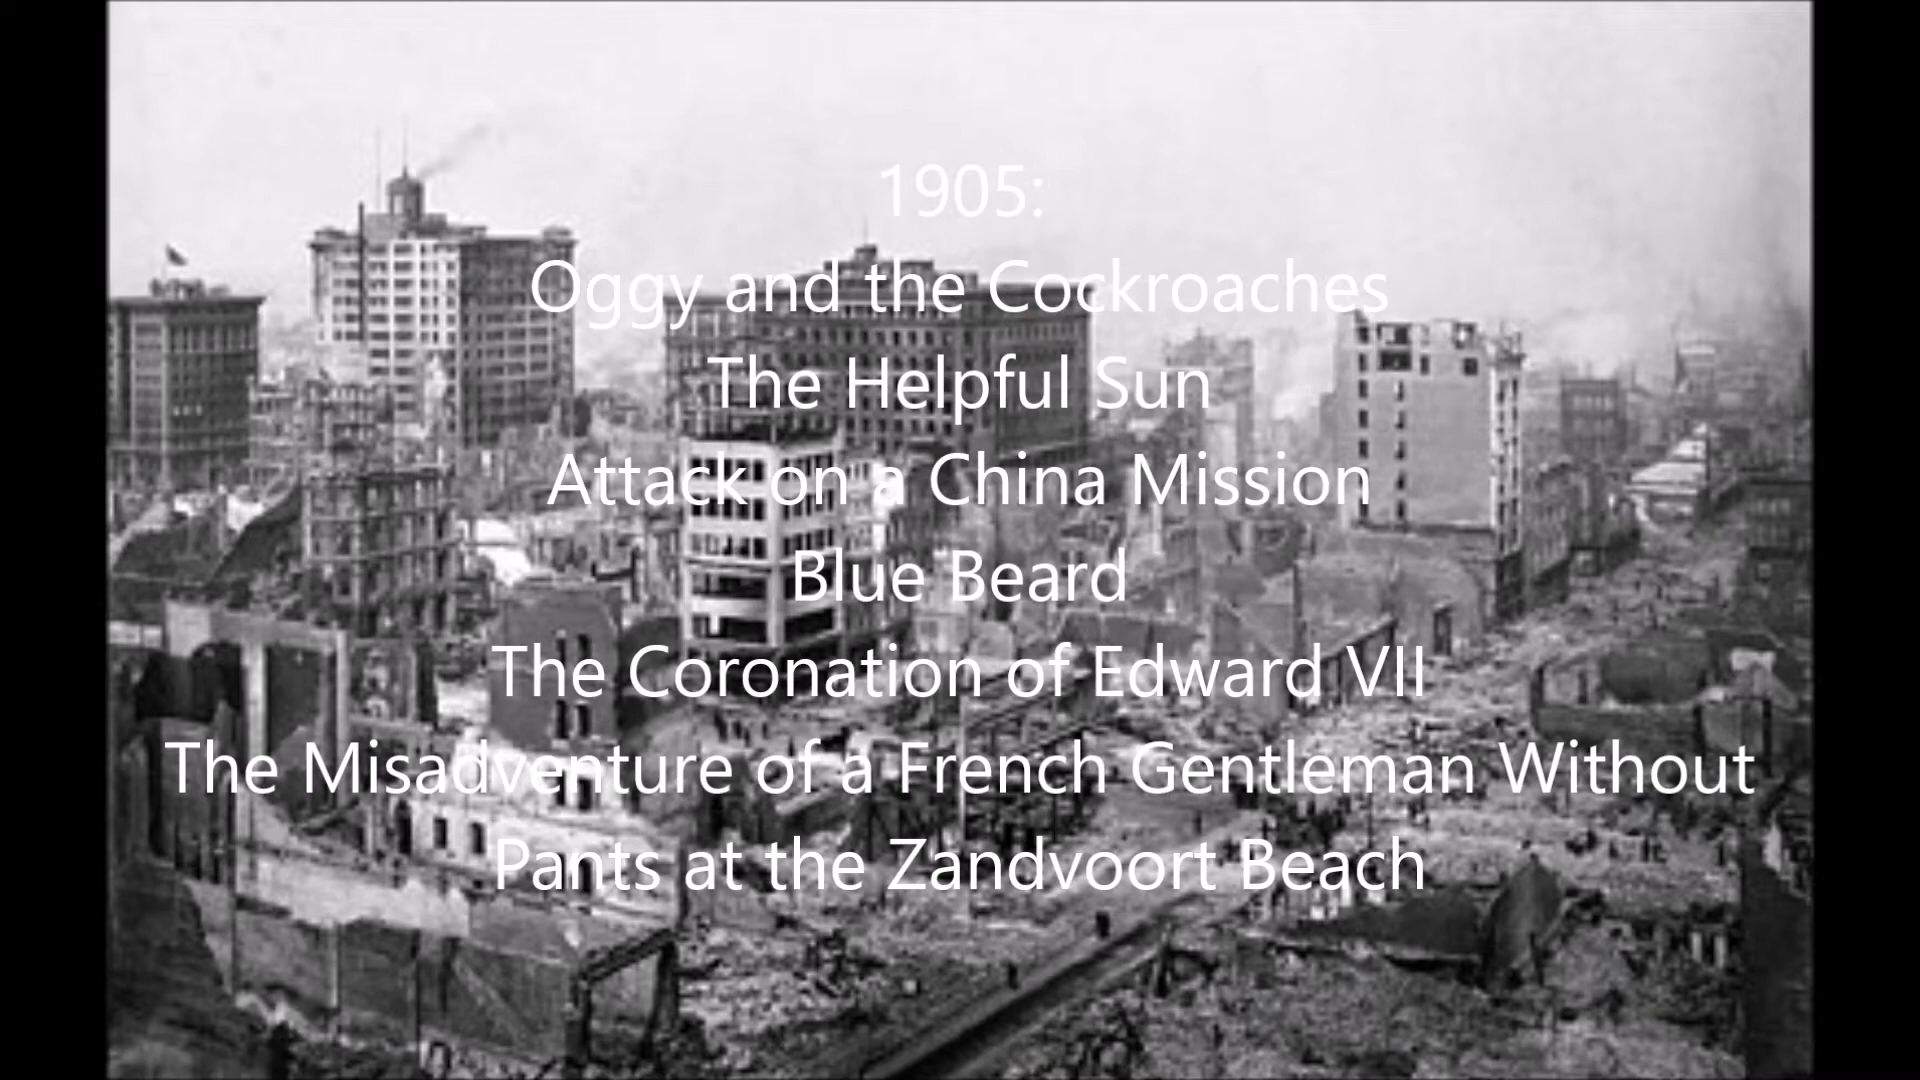 1905:
Oggy and the Cockroaches
The Helpful Sun
Attack on a China Mission
Blue Beard
The Coronation of Edward VII
The Misadventure of a French Gentleman Without
Pants at the Zandvoort Beach